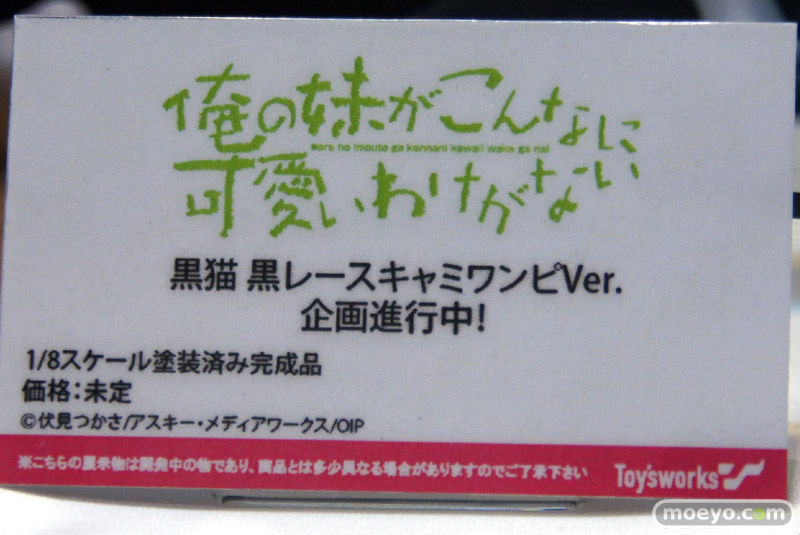 俺の妹がこんなに
ore no imouto ga konnani kawaii wake ga nai
可愛いわけがない
黒猫 黒レースキャミワンピVer.
企画進行中!
1/8スケール塗装済み完成品
価格:未定
©伏見つかさ/アスキー・メディアワークス/OIP
※こちらの展示物は開発中の物であり、商品とは多少異なる場合がありますのでご了承下さい
Toy'sworks
moeyo.com